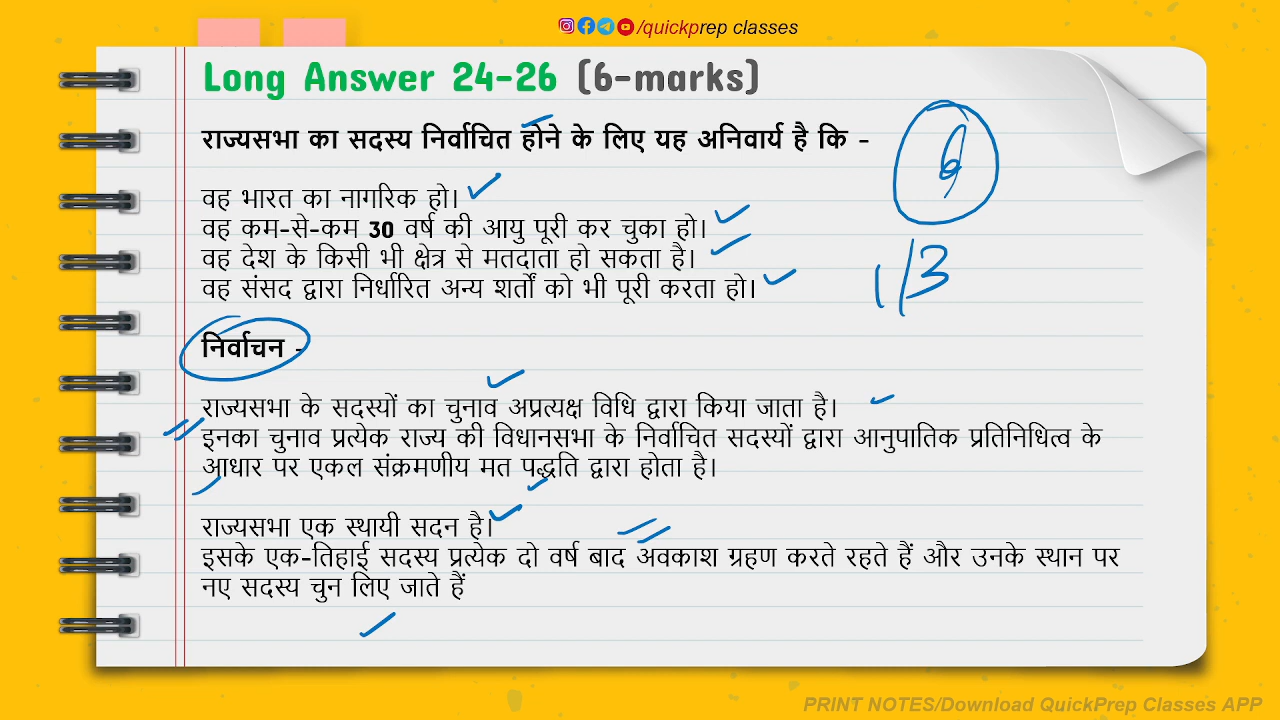 /quickprep classes
Long Answer 24-26 (6-marks)
राज्यसभा का सदस्य निर्वाचित होने के लिए यह अनिवार्य है कि -
वह भारत का नागरिक हो।
वह कम-से-कम 30 वर्ष की आयु पूरी कर चुका हो।
वह देश के किसी भी क्षेत्र से मतदाता हो सकता है।
वह संसद द्वारा निर्धारित अन्य शर्तों को भी पूरी करता हो।
6
1/3
निर्वाचन -
राज्यसभा के सदस्यों का चुनाव अप्रत्यक्ष विधि द्वारा किया जाता है।
इनका चुनाव प्रत्येक राज्य की विधानसभा के निर्वाचित सदस्यों द्वारा आनुपातिक प्रतिनिधित्व के
आधार पर एकल संक्रमणीय मत पद्धति द्वारा होता है।
राज्यसभा एक स्थायी सदन है।
इसके एक-तिहाई सदस्य प्रत्येक दो वर्ष बाद अवकाश ग्रहण करते रहते हैं और उनके स्थान पर
नए सदस्य चुन लिए जाते हैं
PRINT NOTES/Download QuickPrep Classes APP